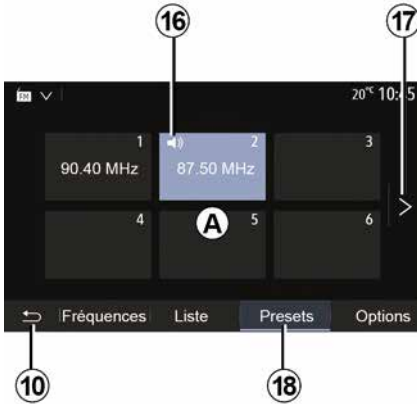 16 17
FM 20°C 10:45
1 2 3
90.40 MHz 87.50 MHz
4 A 5 6
Fréquences Liste Presets Options
10 18